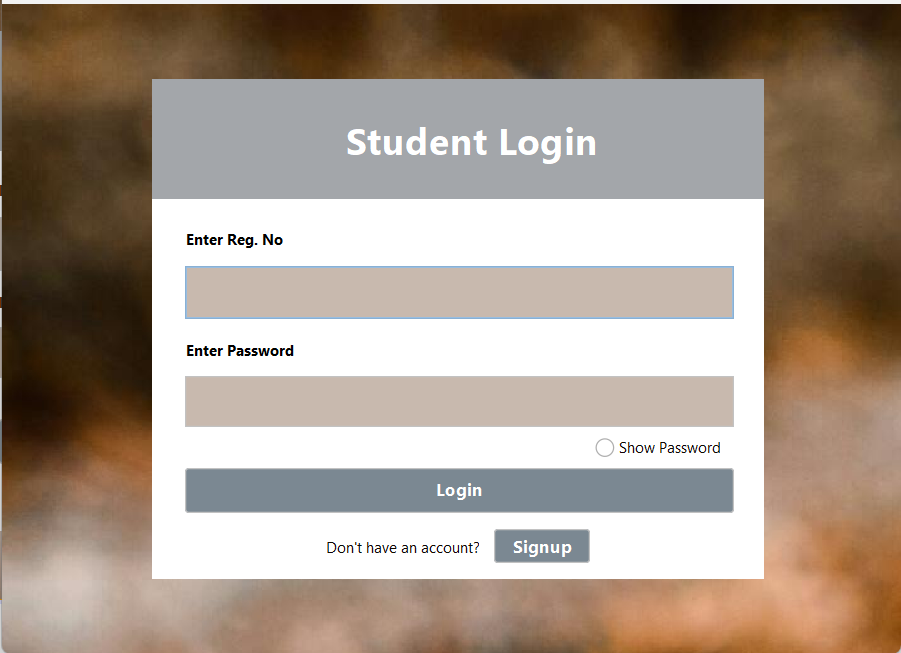 Student Login
Enter Reg. No
Enter Password
Show Password
Login
Don't have an account? Signup